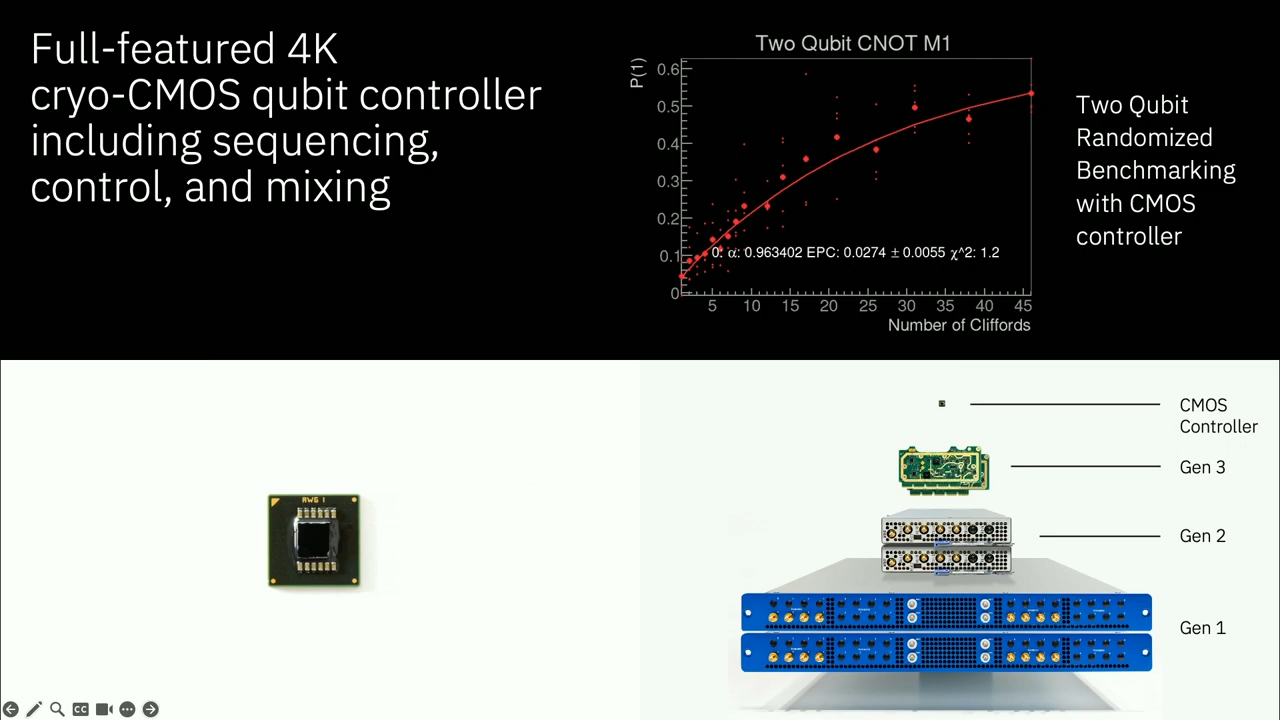 Full-featured 4K
cryo-CMOS qubit controller
including sequencing,
control, and mixing
Two Qubit CNOT M1
P(1)
0.6
0.5
0.4
0.3
0.2
0.1
0
0: α: 0.963402 EPC: 0.0274 ± 0.0055 χ^2: 1.2
5 10 15 20 25 30 35 40 45
Number of Cliffords
Two Qubit
Randomized
Benchmarking
with CMOS
controller
AWG 1
CMOS
Controller
Gen 3
Gen 2
Gen 1
CC